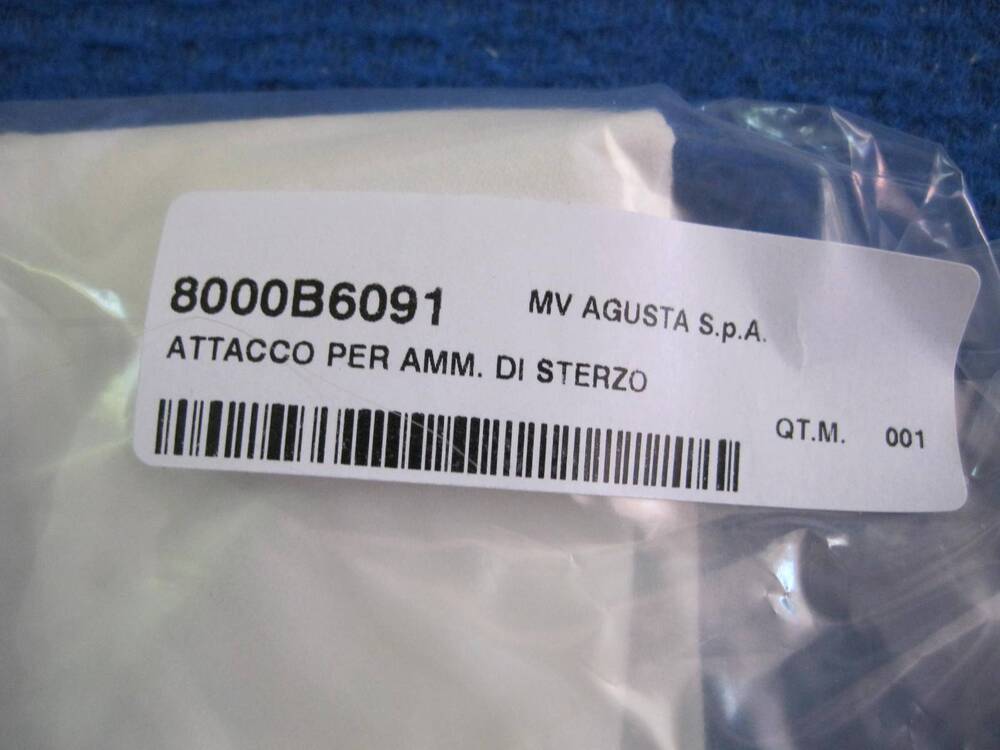 8000B6091 MV AGUSTA S.p.A.
ATTACCO PER AMM. DI STERZO
QT.M. 001